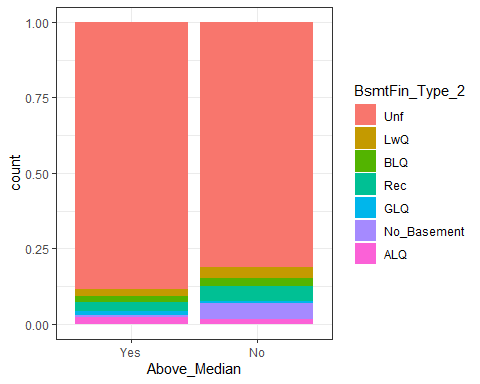 1.00
0.75
0.50
0.25
0.00
count
Yes
No
Above_Median
BsmtFin_Type_2
Unf
LwQ
BLQ
Rec
GLQ
No_Basement
ALQ